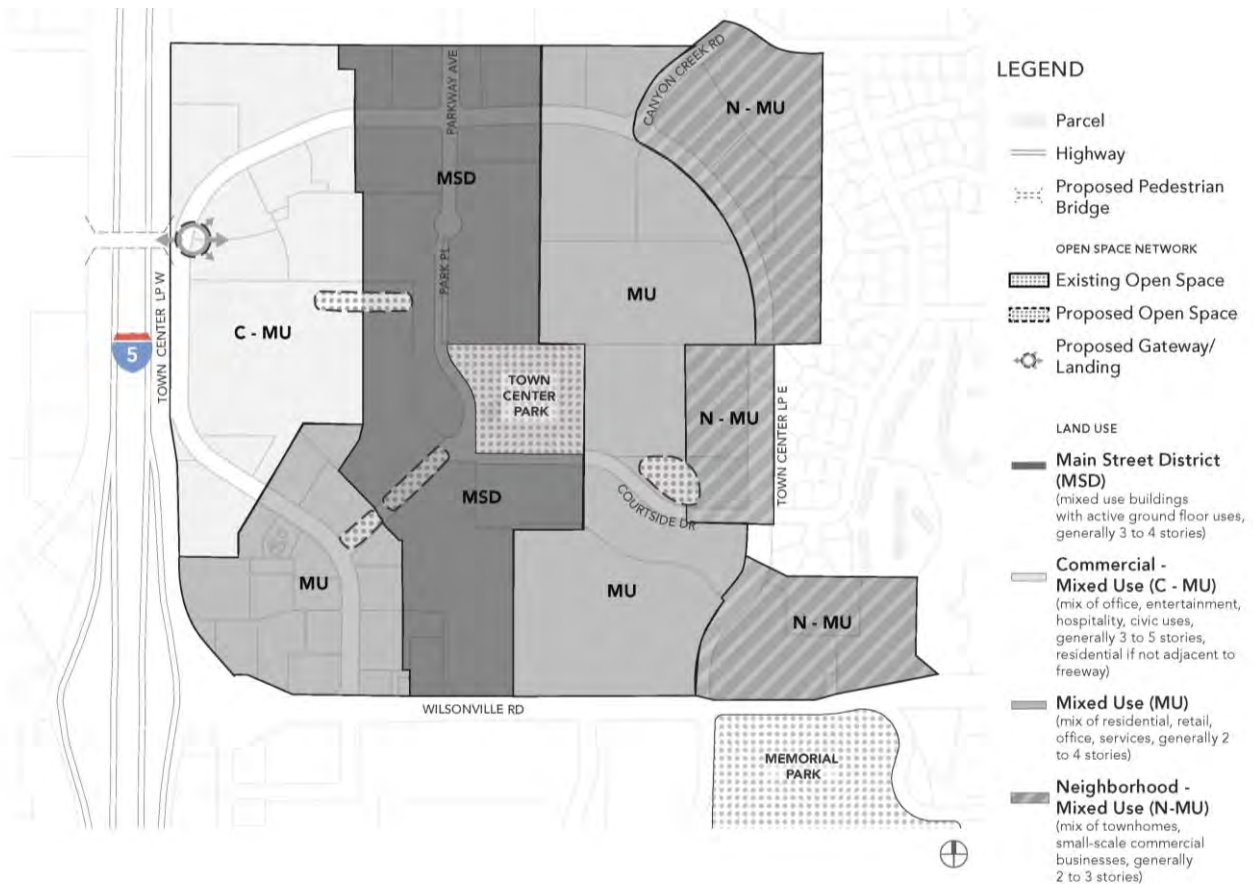 CANYON CREEK RD
PARKWAY AVE
N - MU
MSD
PARK PL
MU
C - MU
TOWN CENTER LP W
5
TOWN
CENTER
PARK
N - MU
TOWN CENTER LP E
MSD
COURTSIDE DR
MU
MU
N - MU
WILSONVILLE RD
MEMORIAL
PARK
LEGEND
Parcel
Highway
Proposed Pedestrian
Bridge
OPEN SPACE NETWORK
Existing Open Space
Proposed Open Space
Proposed Gateway/
Landing
LAND USE
Main Street District
(MSD)
(mixed use buildings
with active ground floor uses,
generally 3 to 4 stories)
Commercial -
Mixed Use (C - MU)
(mix of office, entertainment,
hospitality, civic uses,
generally 3 to 5 stories,
residential if not adjacent to
freeway)
Mixed Use (MU)
(mix of residential, retail,
office, services, generally 2
to 4 stories)
Neighborhood -
Mixed Use (N-MU)
(mix of townhomes,
small-scale commercial
businesses, generally
2 to 3 stories)